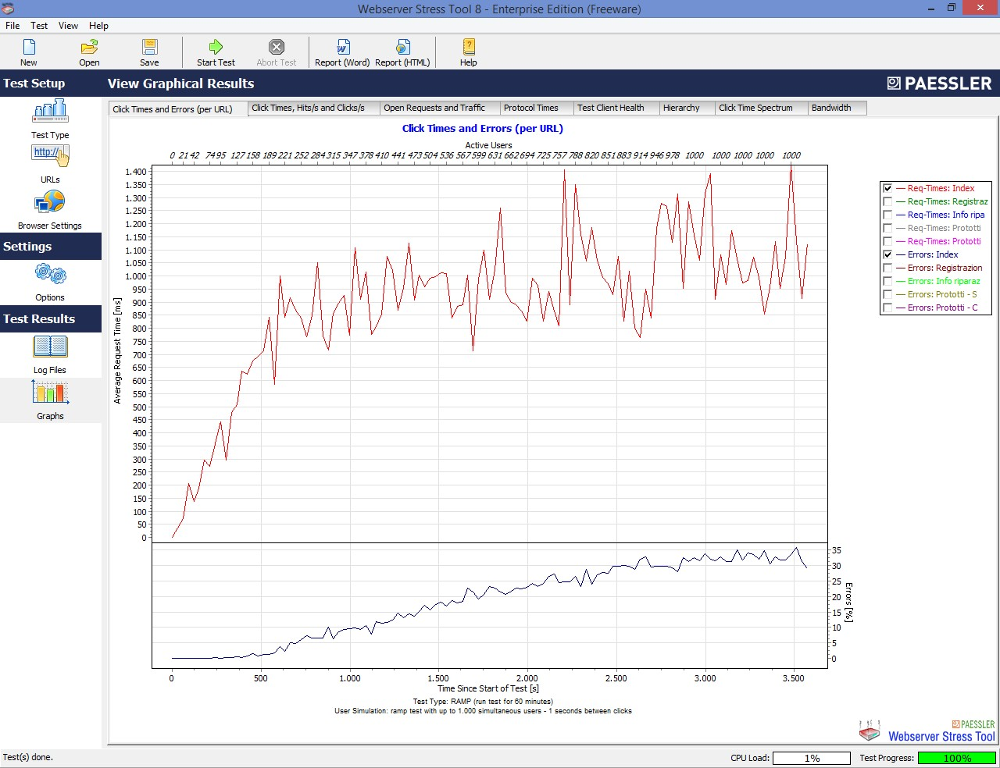 Webserver Stress Tool 8 - Enterprise Edition (Freeware)
File Test View Help
New Open Save Start Test Abort Test Report (Word) Report (HTML) Help
Test Setup
View Graphical Results
PAESSLER
Click Times and Errors (per URL) Click Times, Hits/s and Clicks/s Open Requests and Traffic Protocol Times Test Client Health Hierarchy Click Time Spectrum Bandwidth
Test Type
http://
URLs
Browser Settings
Settings
Options
Test Results
Log Files
Graphs
Click Times and Errors (per URL)
Active Users
0 21 42 74 95 127 158 189 221 252 284 315 347 378 410 441 473 504 536 567 599 631 662 694 725 757 788 820 851 883 914 946 978 1000 1000 1000 1000 1000
1.400
1.350
1.300
1.250
1.200
1.150
1.100
1.050
1.000
950
900
850
800
750
700
650
600
550
500
450
400
350
300
250
200
150
100
50
0
Average Request Time [ms]
35
30
25
20
15
10
5
0
Errors [%]
0 500 1.000 1.500 2.000 2.500 3.000 3.500
Time Since Start of Test [s]
Test Type: RAMP (run test for 60 minutes)
User Simulation: ramp test with up to 1.000 simultaneous users - 1 seconds between clicks
Req-Times: Index
Req-Times: Registraz
Req-Times: Info ripa
Req-Times: Prototti
Req-Times: Prototti
Errors: Index
Errors: Registrazion
Errors: Info riparaz
Errors: Prototti - S
Errors: Prototti - C
PAESSLER
Webserver Stress Tool
Test(s) done.
CPU Load: 1% Test Progress: 100%